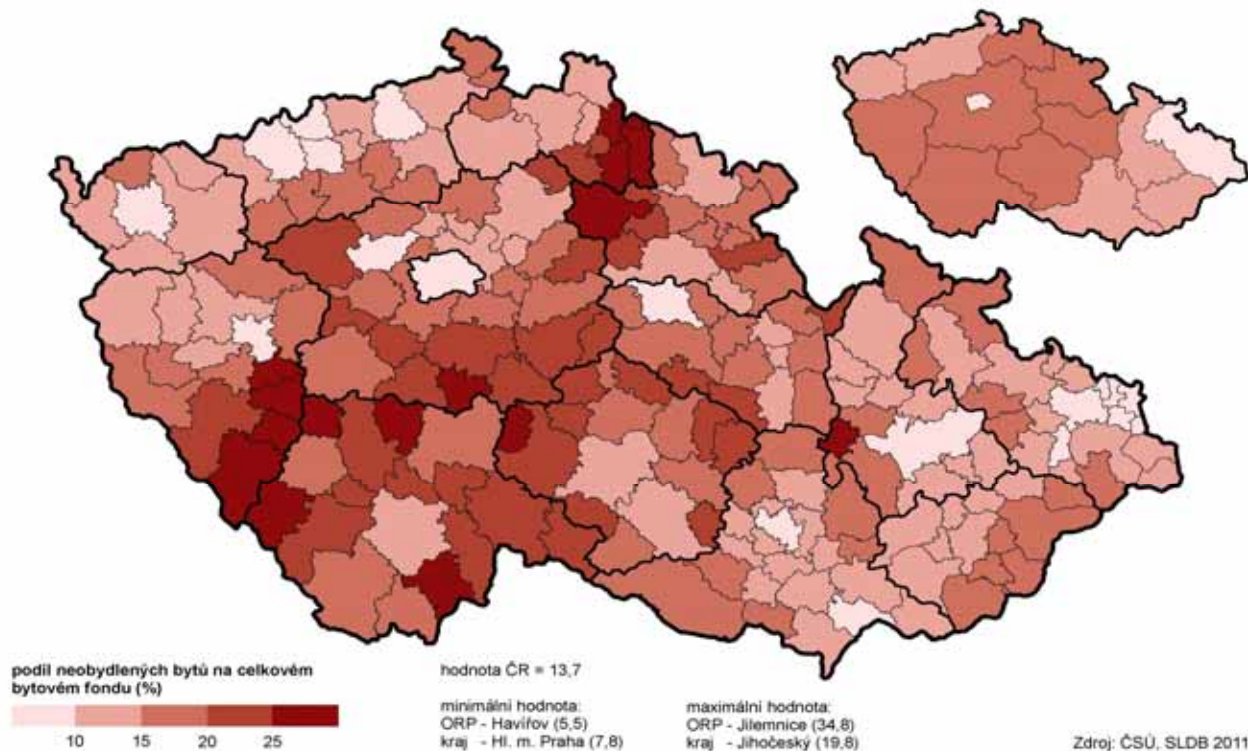 podíl neobydlených bytů na celkovém
bytovém fondu (%)
10 15 20 25
hodnota ČR = 13,7
minimální hodnota:
ORP - Havířov (5,5)
kraj - Hl. m. Praha (7,8)
maximální hodnota:
ORP - Jilemnice (34,8)
kraj - Jihočeský (19,8)
Zdroj: ČSÚ, SLDB 2011